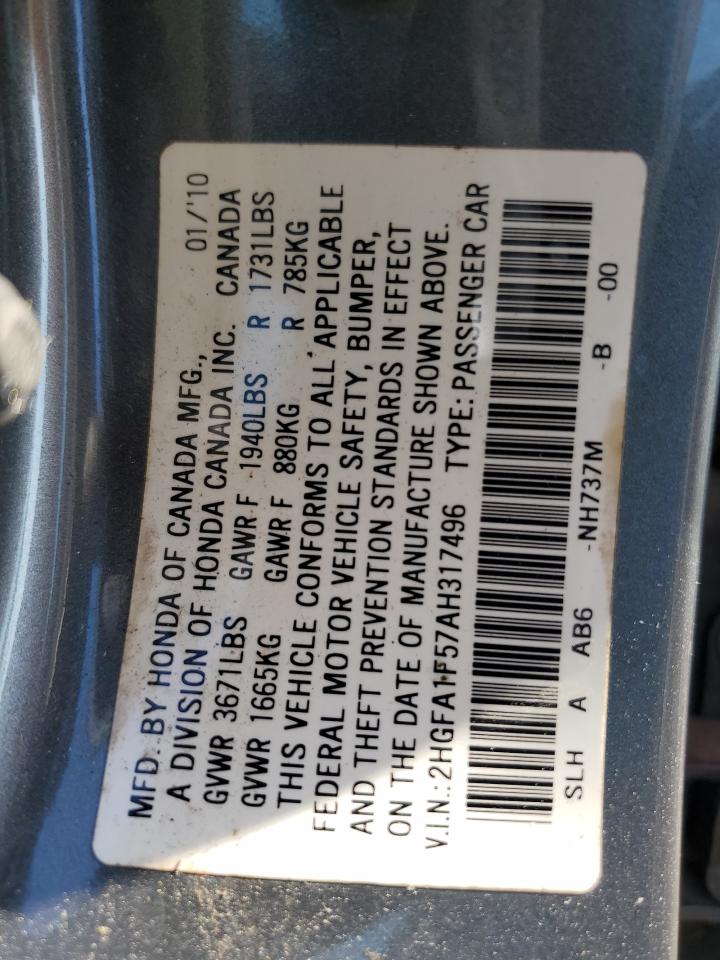 MFD. BY HONDA OF CANADA MFG., 01/'10
A DIVISION OF HONDA CANADA INC. CANADA
GVWR 3671LBS GAWR F 1940LBS R 1731LBS
GVWR 1665KG GAWR F 880KG R 785KG
THIS VEHICLE CONFORMS TO ALL APPLICABLE
FEDERAL MOTOR VEHICLE SAFETY, BUMPER,
AND THEFT PREVENTION STANDARDS IN EFFECT
ON THE DATE OF MANUFACTURE SHOWN ABOVE.
V.I.N.: 2HGFA1F57AH317496 TYPE: PASSENGER CAR
SLH A AB6 -NH737M -B -00